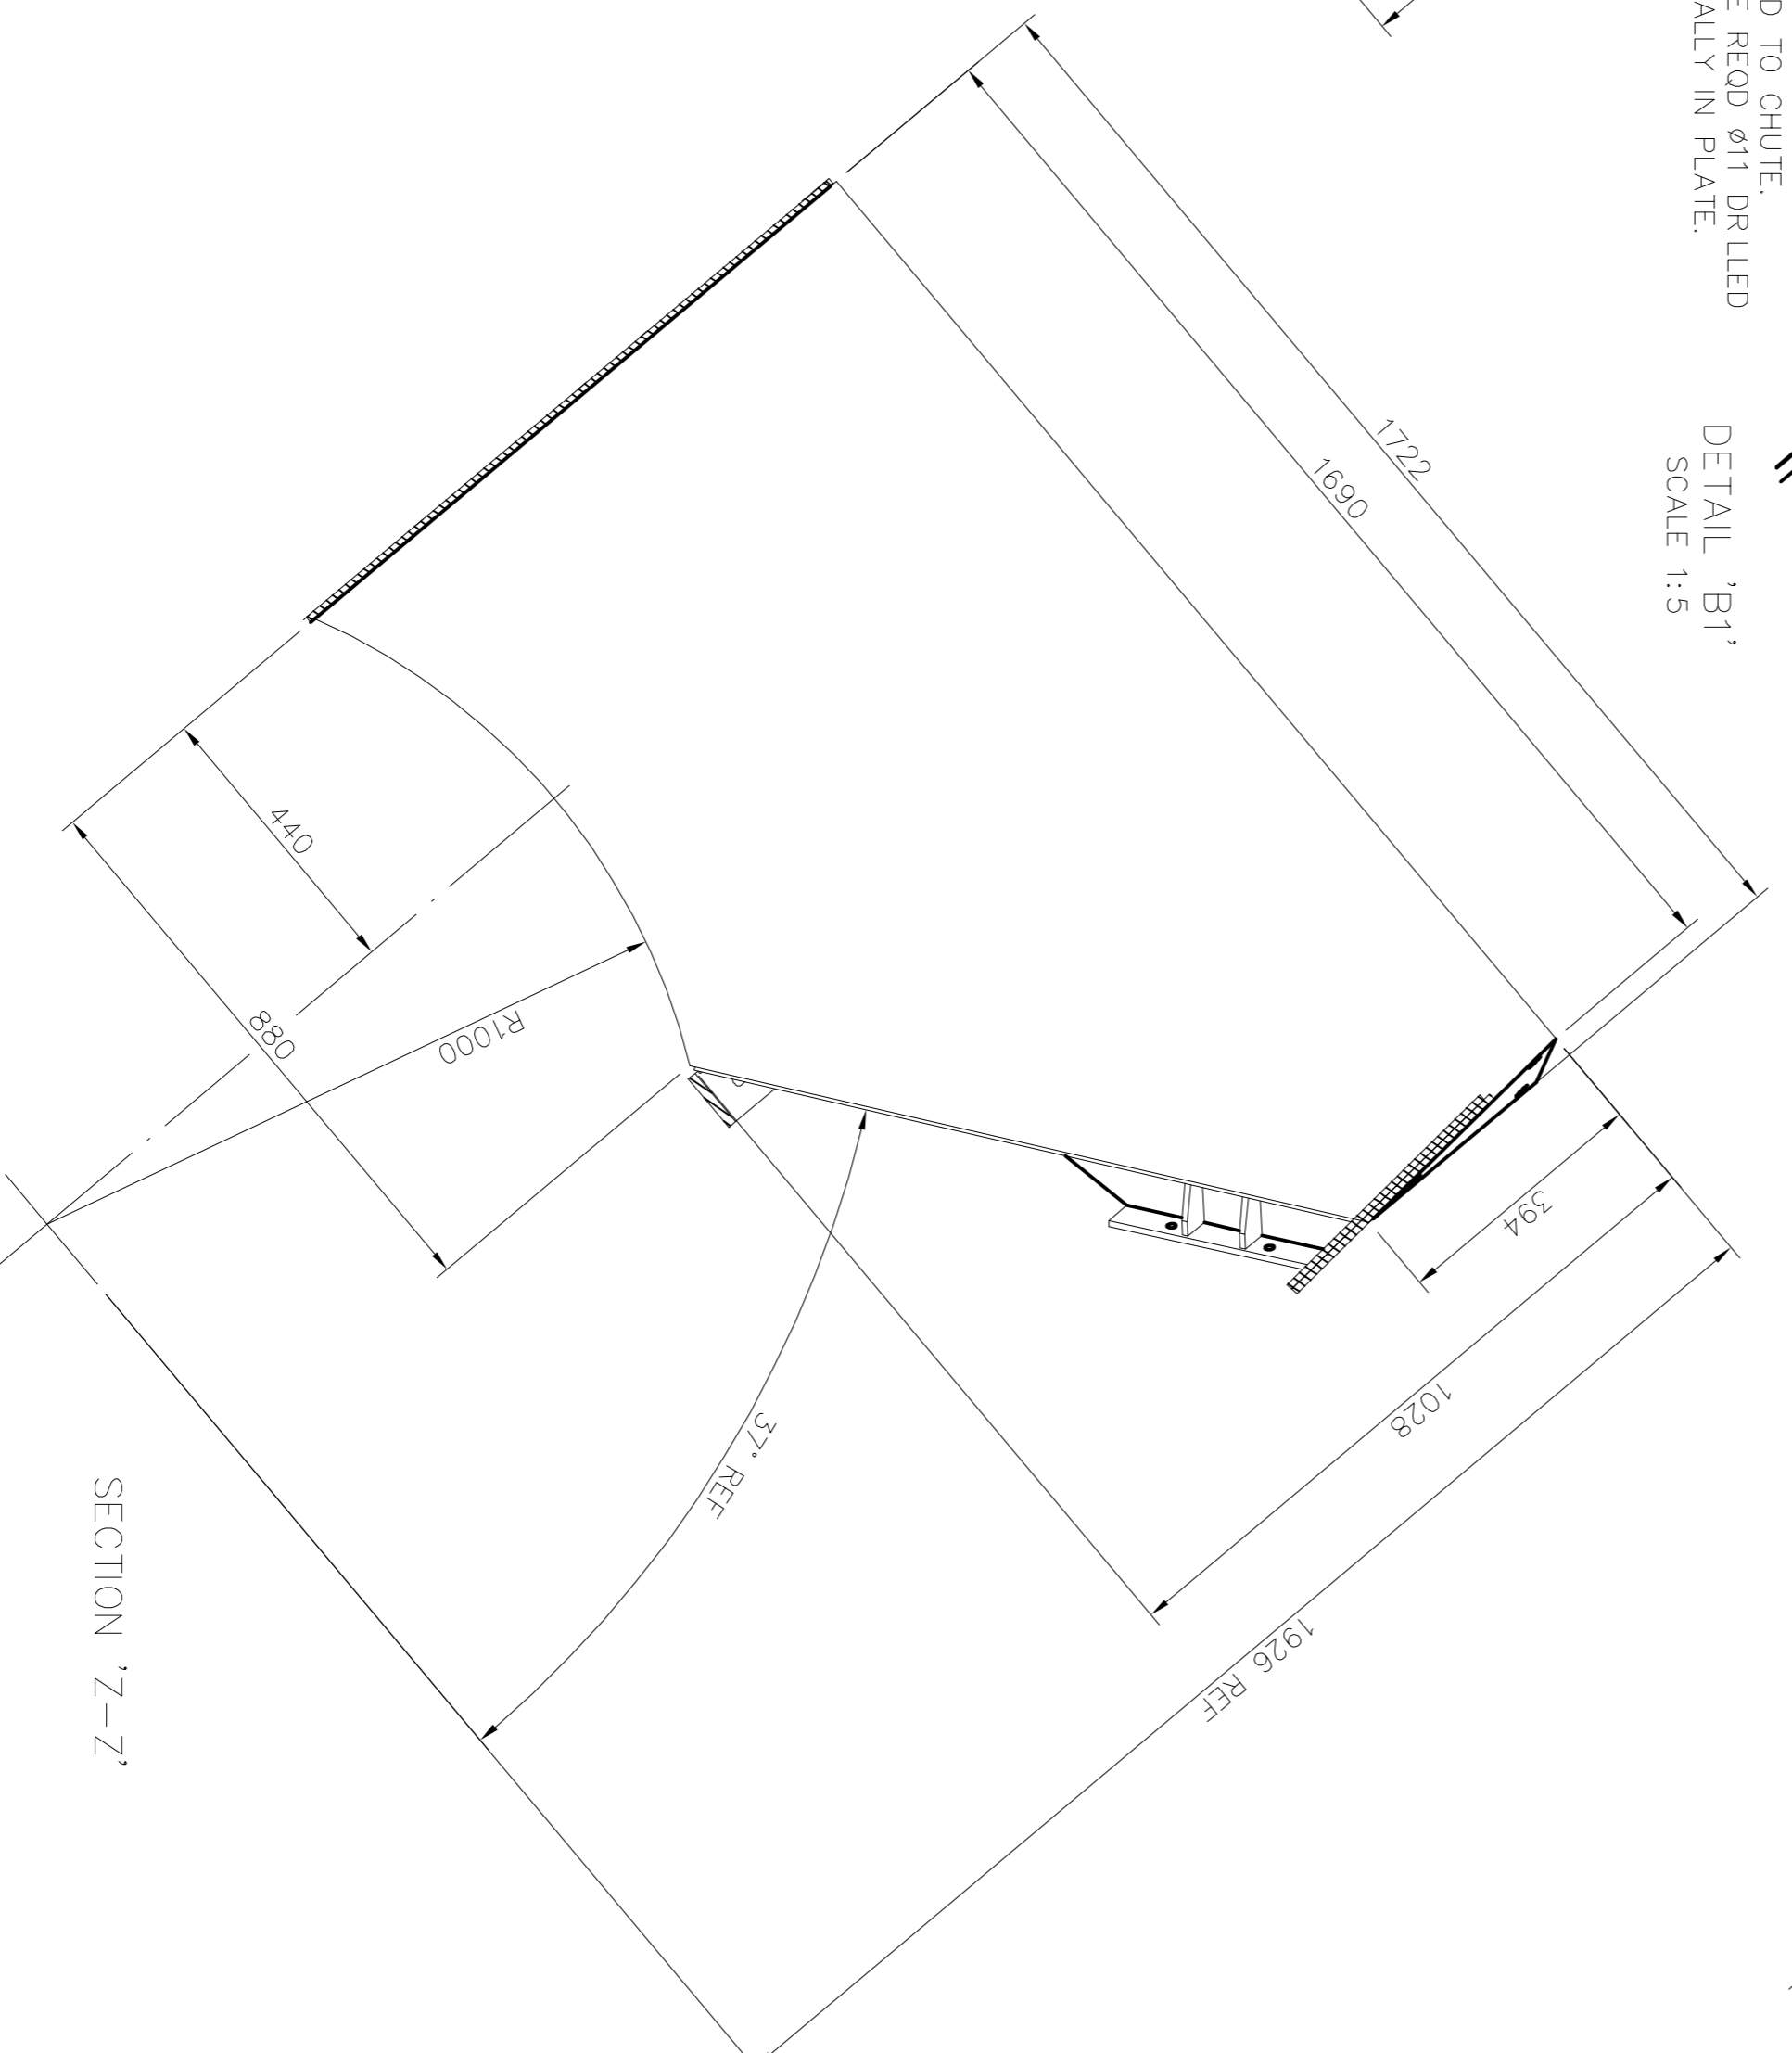 D TO CHUTE.
E REQD Ø11 DRILLED
ALLY IN PLATE.
DETAIL 'B1'
SCALE 1:5
1722
1690
440
880
R1000
394
1028
1926 REF
37° REF
SECTION 'Z-Z'